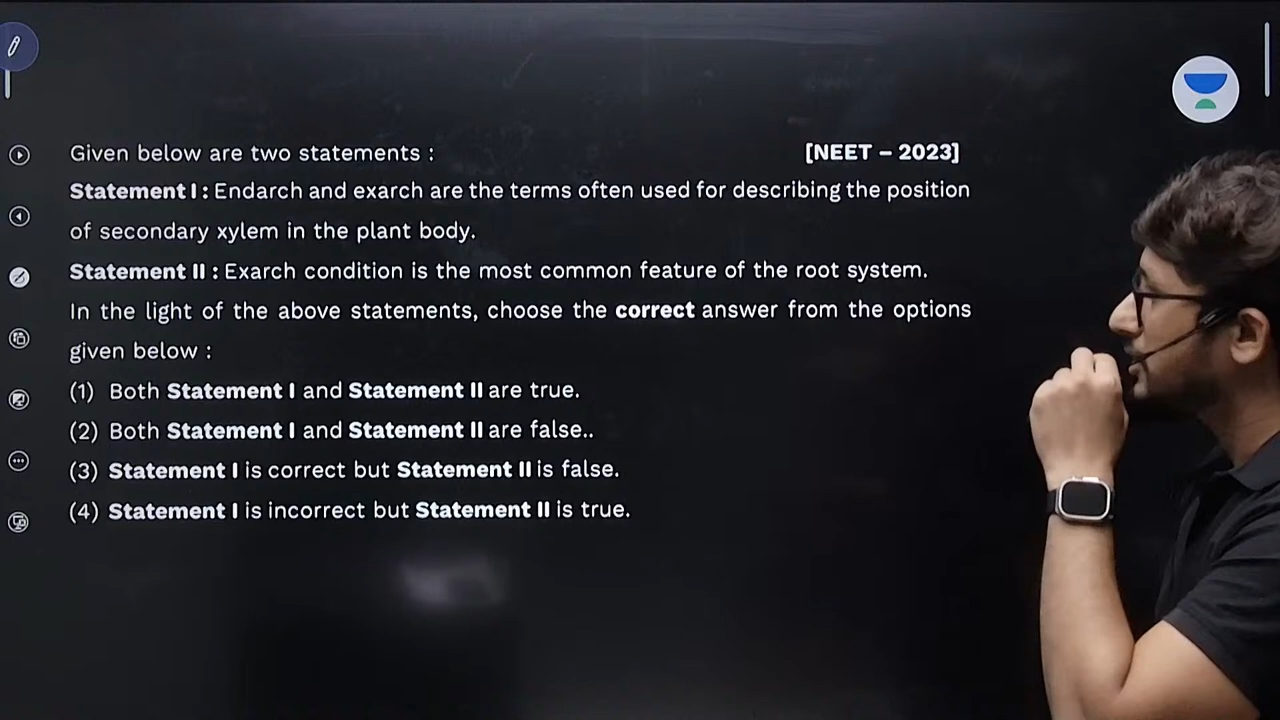 Given below are two statements :
[NEET – 2023]
Statement I : Endarch and exarch are the terms often used for describing the position
of secondary xylem in the plant body.
Statement II : Exarch condition is the most common feature of the root system.
In the light of the above statements, choose the correct answer from the options
given below :
(1) Both Statement I and Statement II are true.
(2) Both Statement I and Statement II are false..
(3) Statement I is correct but Statement II is false.
(4) Statement I is incorrect but Statement II is true.